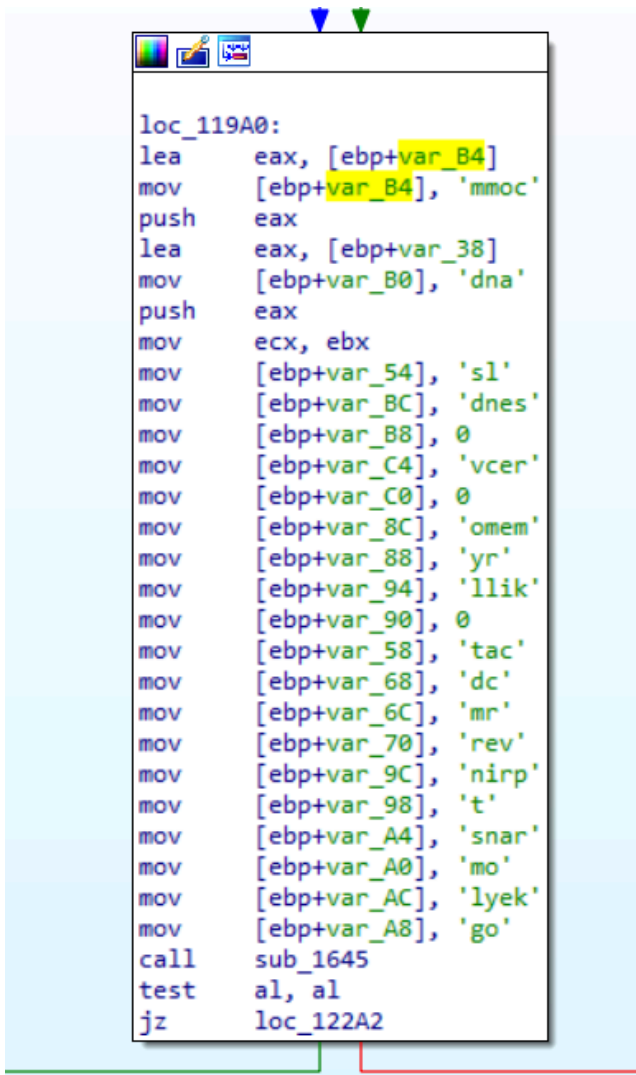 loc_119A0:
lea eax, [ebp+var_B4]
mov [ebp+var_B4], 'mmoc'
push eax
lea eax, [ebp+var_38]
mov [ebp+var_B0], 'dna'
push eax
mov ecx, ebx
mov [ebp+var_54], 'sl'
mov [ebp+var_BC], 'dnes'
mov [ebp+var_B8], 0
mov [ebp+var_C4], 'vcer'
mov [ebp+var_C0], 0
mov [ebp+var_8C], 'omem'
mov [ebp+var_88], 'yr'
mov [ebp+var_94], 'llik'
mov [ebp+var_90], 0
mov [ebp+var_58], 'tac'
mov [ebp+var_68], 'dc'
mov [ebp+var_6C], 'mr'
mov [ebp+var_70], 'rev'
mov [ebp+var_9C], 'nirp'
mov [ebp+var_98], 't'
mov [ebp+var_A4], 'snar'
mov [ebp+var_A0], 'mo'
mov [ebp+var_AC], 'lyek'
mov [ebp+var_A8], 'go'
call sub_1645
test al, al
jz loc_122A2